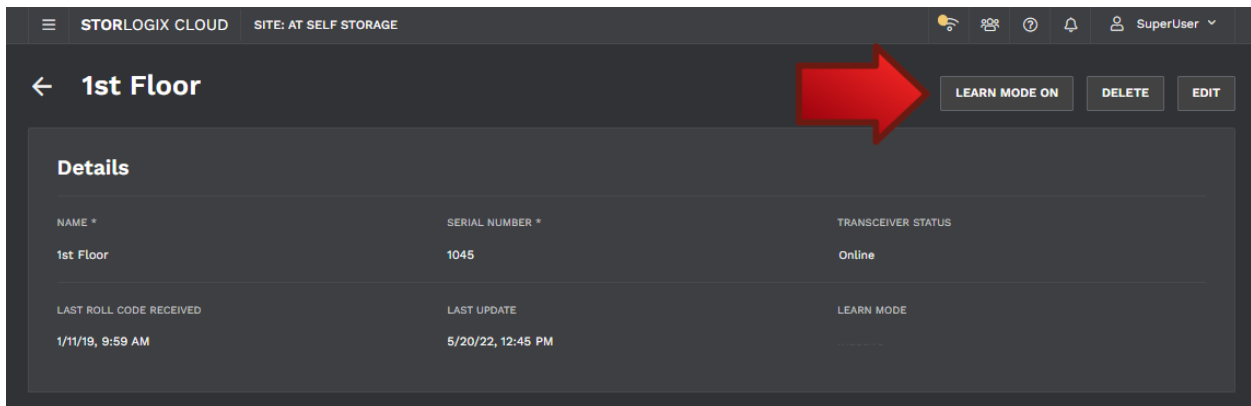 STORLOGIX CLOUD SITE: AT SELF STORAGE SuperUser
1st Floor LEARN MODE ON DELETE EDIT
Details
NAME * SERIAL NUMBER * TRANSCEIVER STATUS
1st Floor 1045 Online
LAST ROLL CODE RECEIVED LAST UPDATE LEARN MODE
1/11/19, 9:59 AM 5/20/22, 12:45 PM